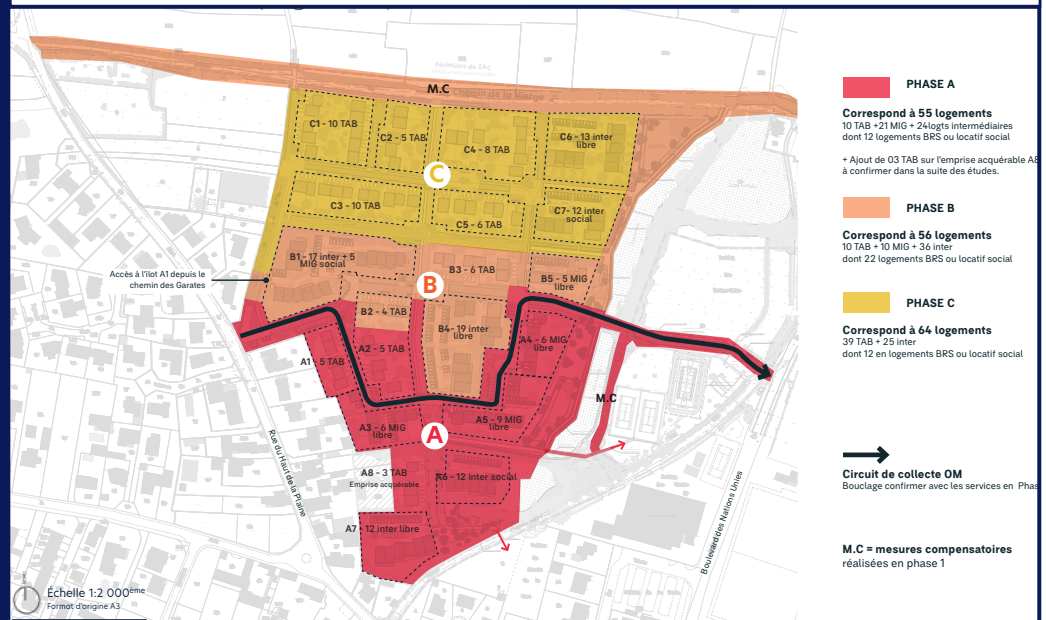 Périmètre de ZAC
M.C
Chemin de la Vierge
C1 - 10 TAB
C2 - 5 TAB
C4 - 8 TAB
C6 - 13 inter
libre
C
C3 - 10 TAB
C5 - 6 TAB
C7- 12 inter
social
B1 - 17 inter + 5
MIG social
B3 - 6 TAB
B5 - 5 MIG
libre
B
Accès à l'îlot A1 depuis le
chemin des Garates
B2 - 4 TAB
B4 - 19 inter
libre
A1 - 5 TAB
A2 - 5 TAB
A4 - 6 MIG
libre
M.C
A3 - 6 MIG
libre
A5 - 9 MIG
libre
A
A8 - 3 TAB
Emprise acquérable
A6 - 12 inter social
A7 - 12 inter libre
Rue du Haut de la Plaine
Boulevard des Nations Unies
Échelle 1:2 000ème
Format d'origine A3
PHASE A
Correspond à 55 logements
10 TAB +21 MIG + 24logts intermédiaires
dont 12 logements BRS ou locatif social
+ Ajout de 03 TAB sur l'emprise acquérable A8
à confirmer dans la suite des études.
PHASE B
Correspond à 56 logements
10 TAB + 10 MIG + 36 inter
dont 22 logements BRS ou locatif social
PHASE C
Correspond à 64 logements
39 TAB + 25 inter
dont 12 en logements BRS ou locatif social
Circuit de collecte OM
Bouclage confirmer avec les services en Phas
M.C = mesures compensatoires
réalisées en phase 1